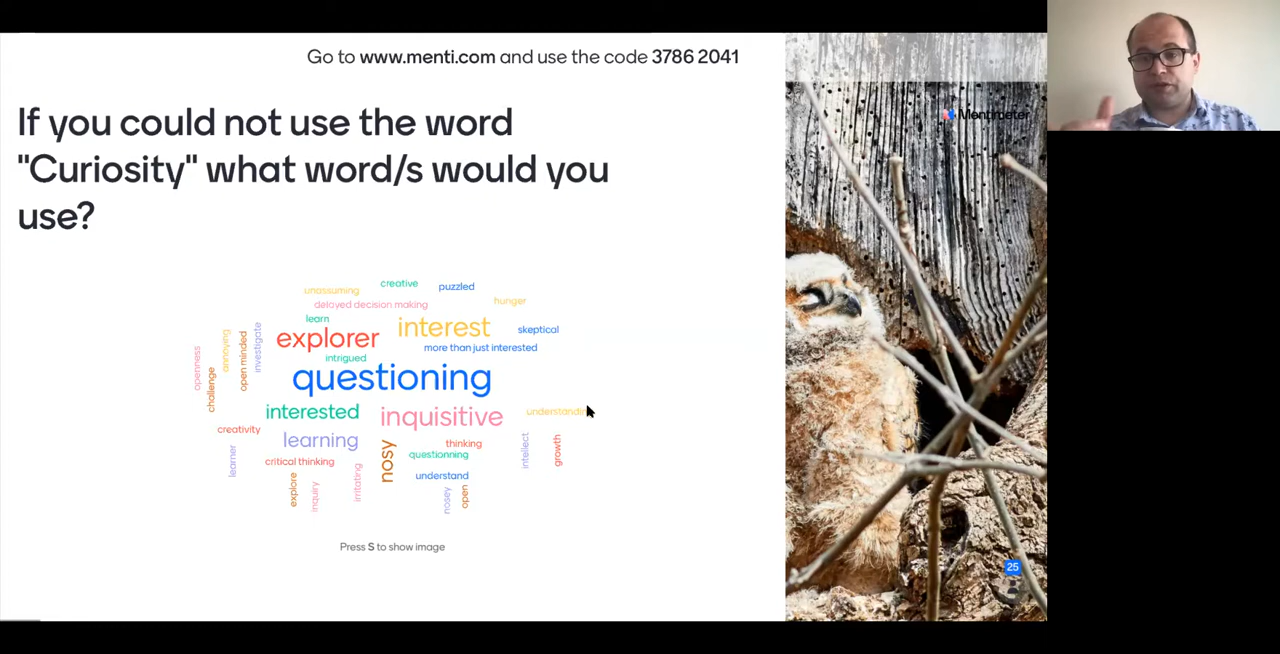 Go to www.menti.com and use the code 3786 2041
Mentimeter
If you could not use the word
"Curiosity" what word/s would you
use?
creative
puzzled
unassuming
delayed decision making
hunger
learn
explorer
interest
skeptical
more than just interested
intrigued
openness
annoying
open minded
investigate
challenge
questioning
interested
inquisitive
understanding
creativity
learning
nosy
thinking
questionning
intellect
growth
learner
critical thinking
understand
explore
inquiry
irritating
nosey
open
Press S to show image
25